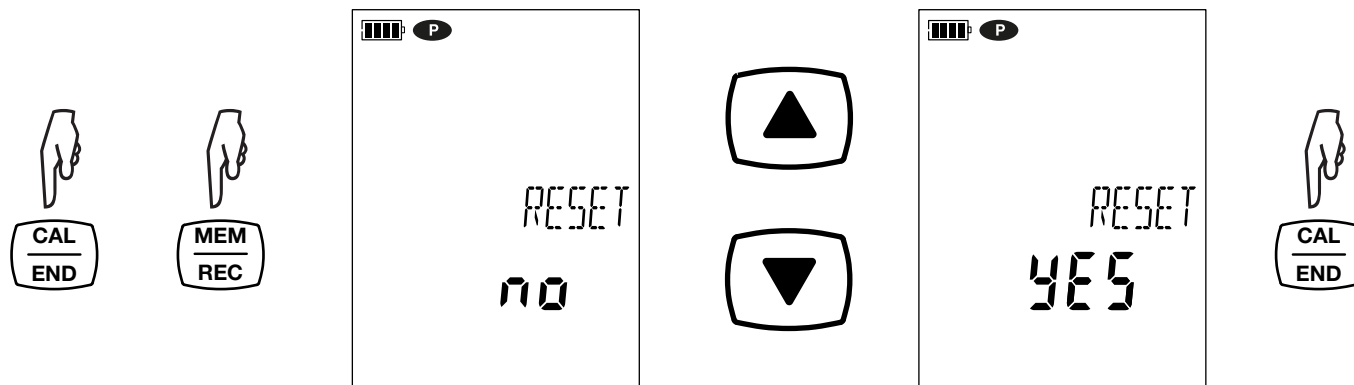 CAL
END
MEM
REC
P
RESET
no
P
RESET
YES
CAL
END